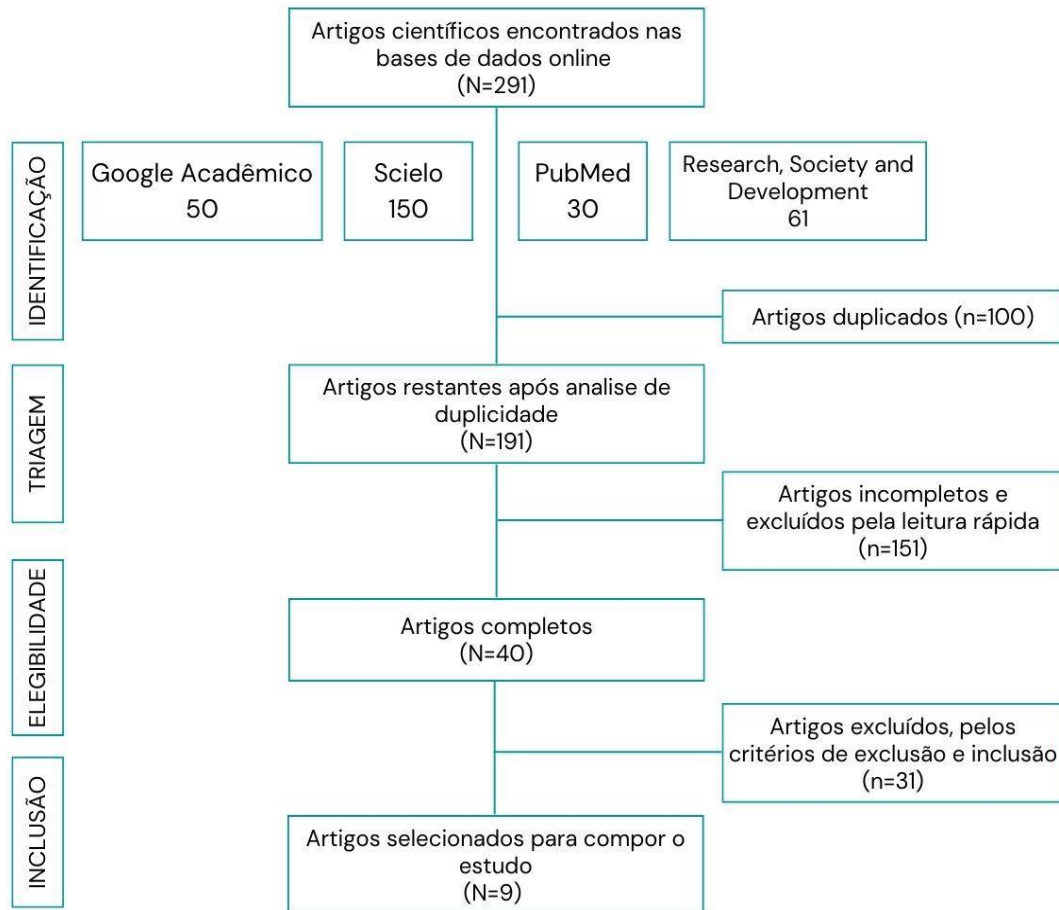 Artigos científicos encontrados nas
bases de dados online
(N=291)
IDENTIFICAÇÃO
Google Acadêmico
50
Scielo
150
PubMed
30
Research, Society and
Development
61
Artigos duplicados (n=100)
TRIAGEM
Artigos restantes após analise de
duplicidade
(N=191)
Artigos incompletos e
excluídos pela leitura rápida
(n=151)
ELEGIBILIDADE
Artigos completos
(N=40)
Artigos excluídos, pelos
critérios de exclusão e inclusão
(n=31)
INCLUSÃO
Artigos selecionados para compor o
estudo
(N=9)